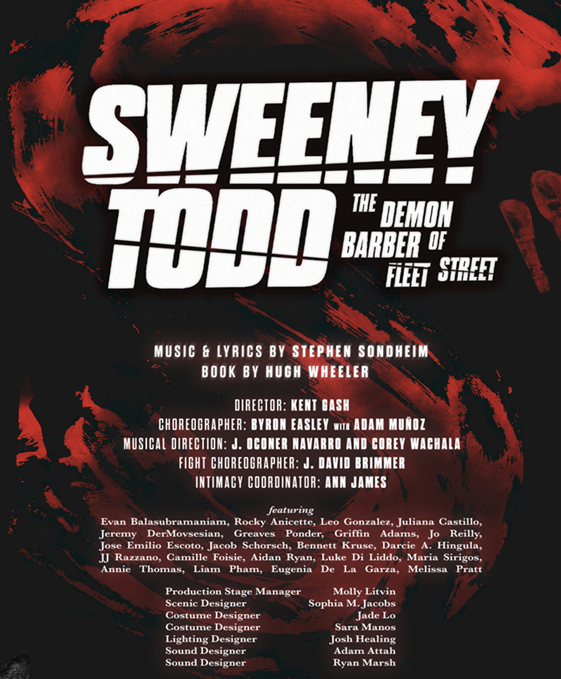 SWEENEY
TODD
THE DEMON
BARBER OF
FLEET STREET
MUSIC & LYRICS BY STEPHEN SONDHEIM
BOOK BY HUGH WHEELER
DIRECTOR: KENT GASH
CHOREOGRAPHER: BYRON EASLEY WITH ADAM MUÑOZ
MUSICAL DIRECTION: J. OCONER NAVARRO AND COREY WACHALA
FIGHT CHOREOGRAPHER: J. DAVID BRIMMER
INTIMACY COORDINATOR: ANN JAMES
featuring
Evan Balasubramaniam, Rocky Anicette, Leo Gonzalez, Juliana Castillo,
Jeremy DerMovsesian, Greaves Ponder, Griffin Adams, Jo Reilly,
Jose Emilio Escoto, Jacob Schorsch, Bennett Kruse, Darcie A. Hingula,
JJ Razzano, Camille Foisie, Aidan Ryan, Luke Di Liddo, Maria Sirigos,
Annie Thomas, Liam Pham, Eugenia De La Garza, Melissa Pratt
Production Stage Manager Molly Litvin
Scenic Designer Sophia M. Jacobs
Costume Designer Jade Lo
Costume Designer Sara Manos
Lighting Designer Josh Healing
Sound Designer Adam Attah
Sound Designer Ryan Marsh